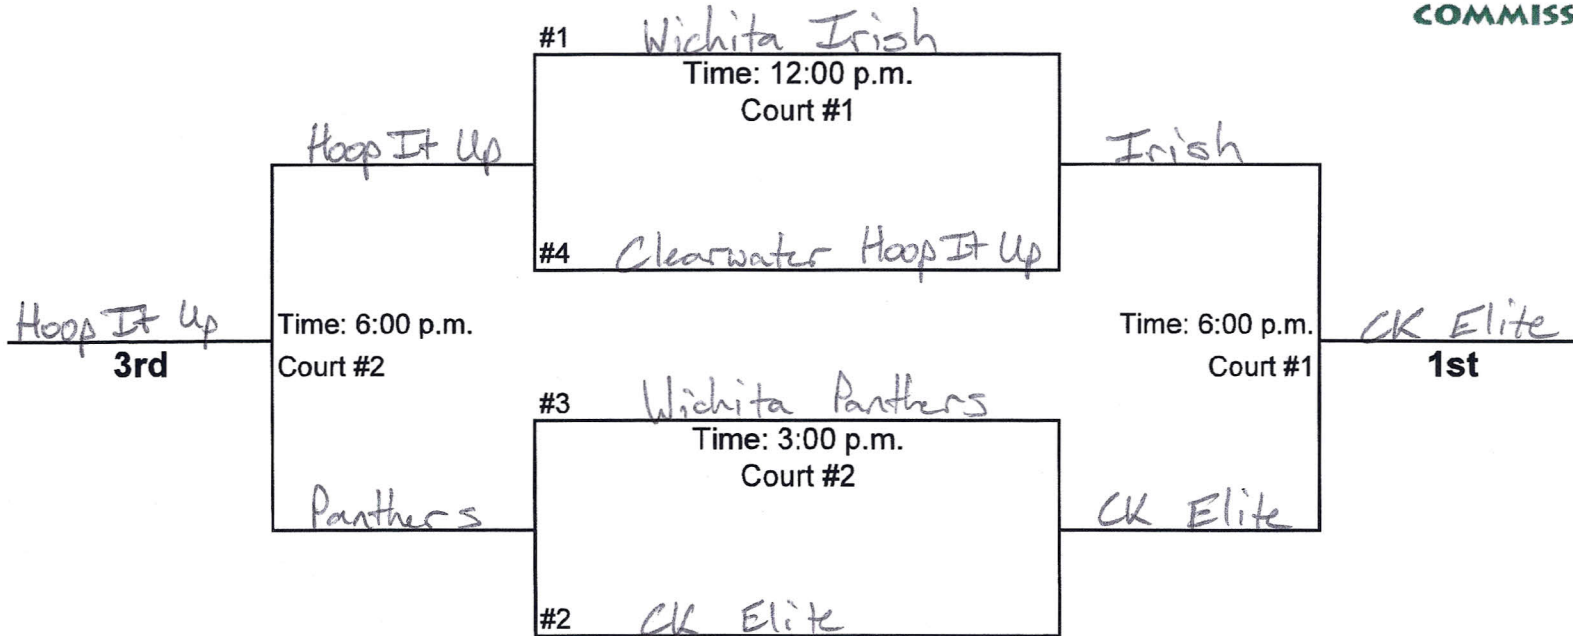 COMMISS
#1 Wichita Irish
Time: 12:00 p.m.
Court #1
Hoop It Up
Irish
#4 Clearwater Hoop It Up
Hoop It Up
3rd
Time: 6:00 p.m.
Court #2
Time: 6:00 p.m.
Court #1
CK Elite
1st
#3 Wichita Panthers
Time: 3:00 p.m.
Court #2
Panthers
CK Elite
#2 CK Elite